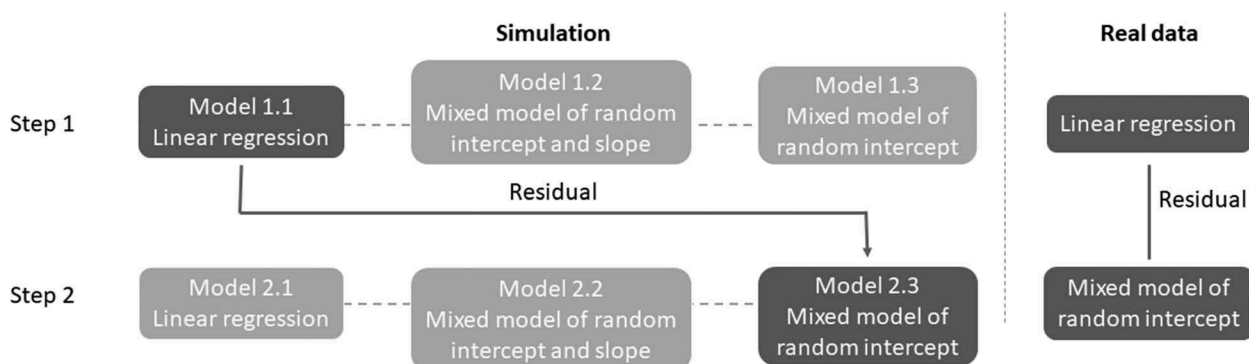 Simulation
Real data
Step 1
Model 1.1
Linear regression
Model 1.2
Mixed model of random
intercept and slope
Model 1.3
Mixed model of
random intercept
Linear regression
Residual
Residual
Step 2
Model 2.1
Linear regression
Model 2.2
Mixed model of random
intercept and slope
Model 2.3
Mixed model of
random intercept
Mixed model of
random intercept